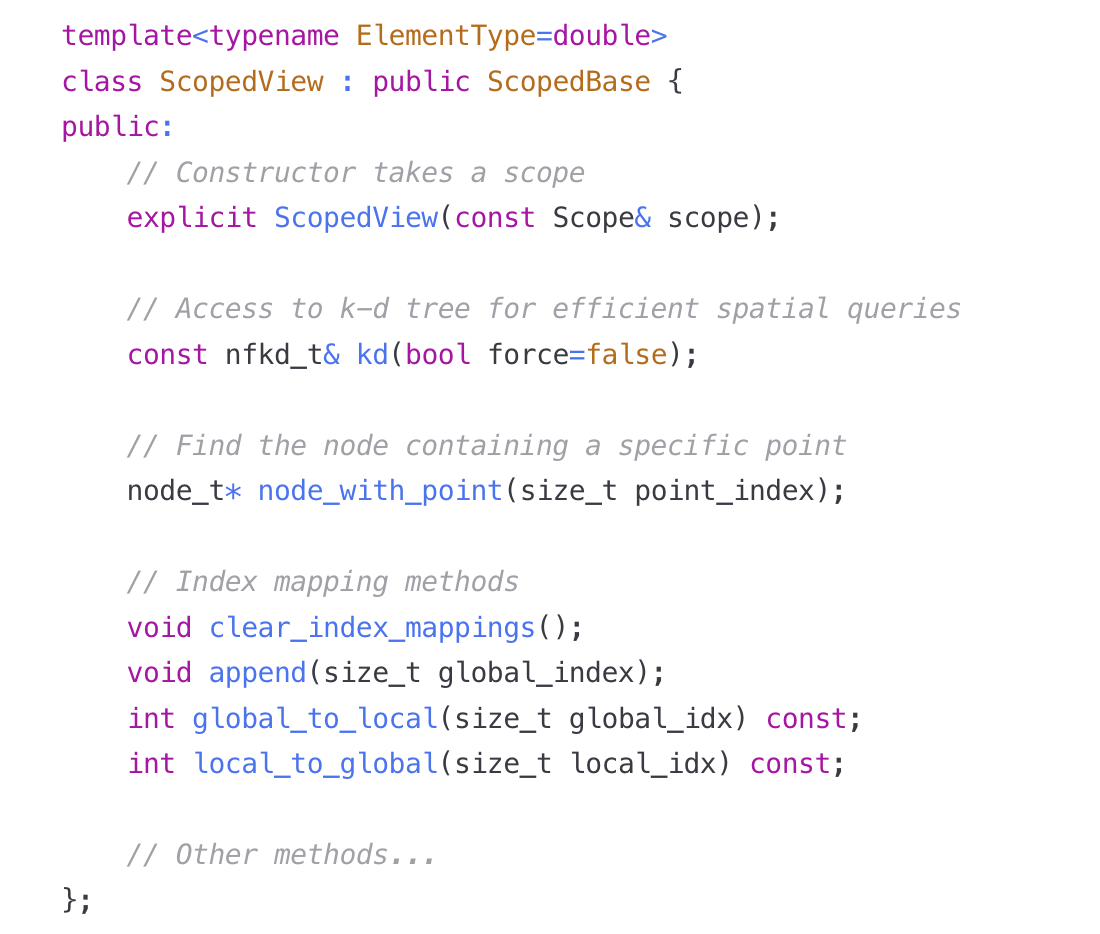 template<typename ElementType=double>
class ScopedView : public ScopedBase {
public:
    // Constructor takes a scope
    explicit ScopedView(const Scope& scope);

    // Access to k-d tree for efficient spatial queries
    const nfkd_t& kd(bool force=false);

    // Find the node containing a specific point
    node_t* node_with_point(size_t point_index);

    // Index mapping methods
    void clear_index_mappings();
    void append(size_t global_index);
    int global_to_local(size_t global_idx) const;
    int local_to_global(size_t local_idx) const;

    // Other methods...
};